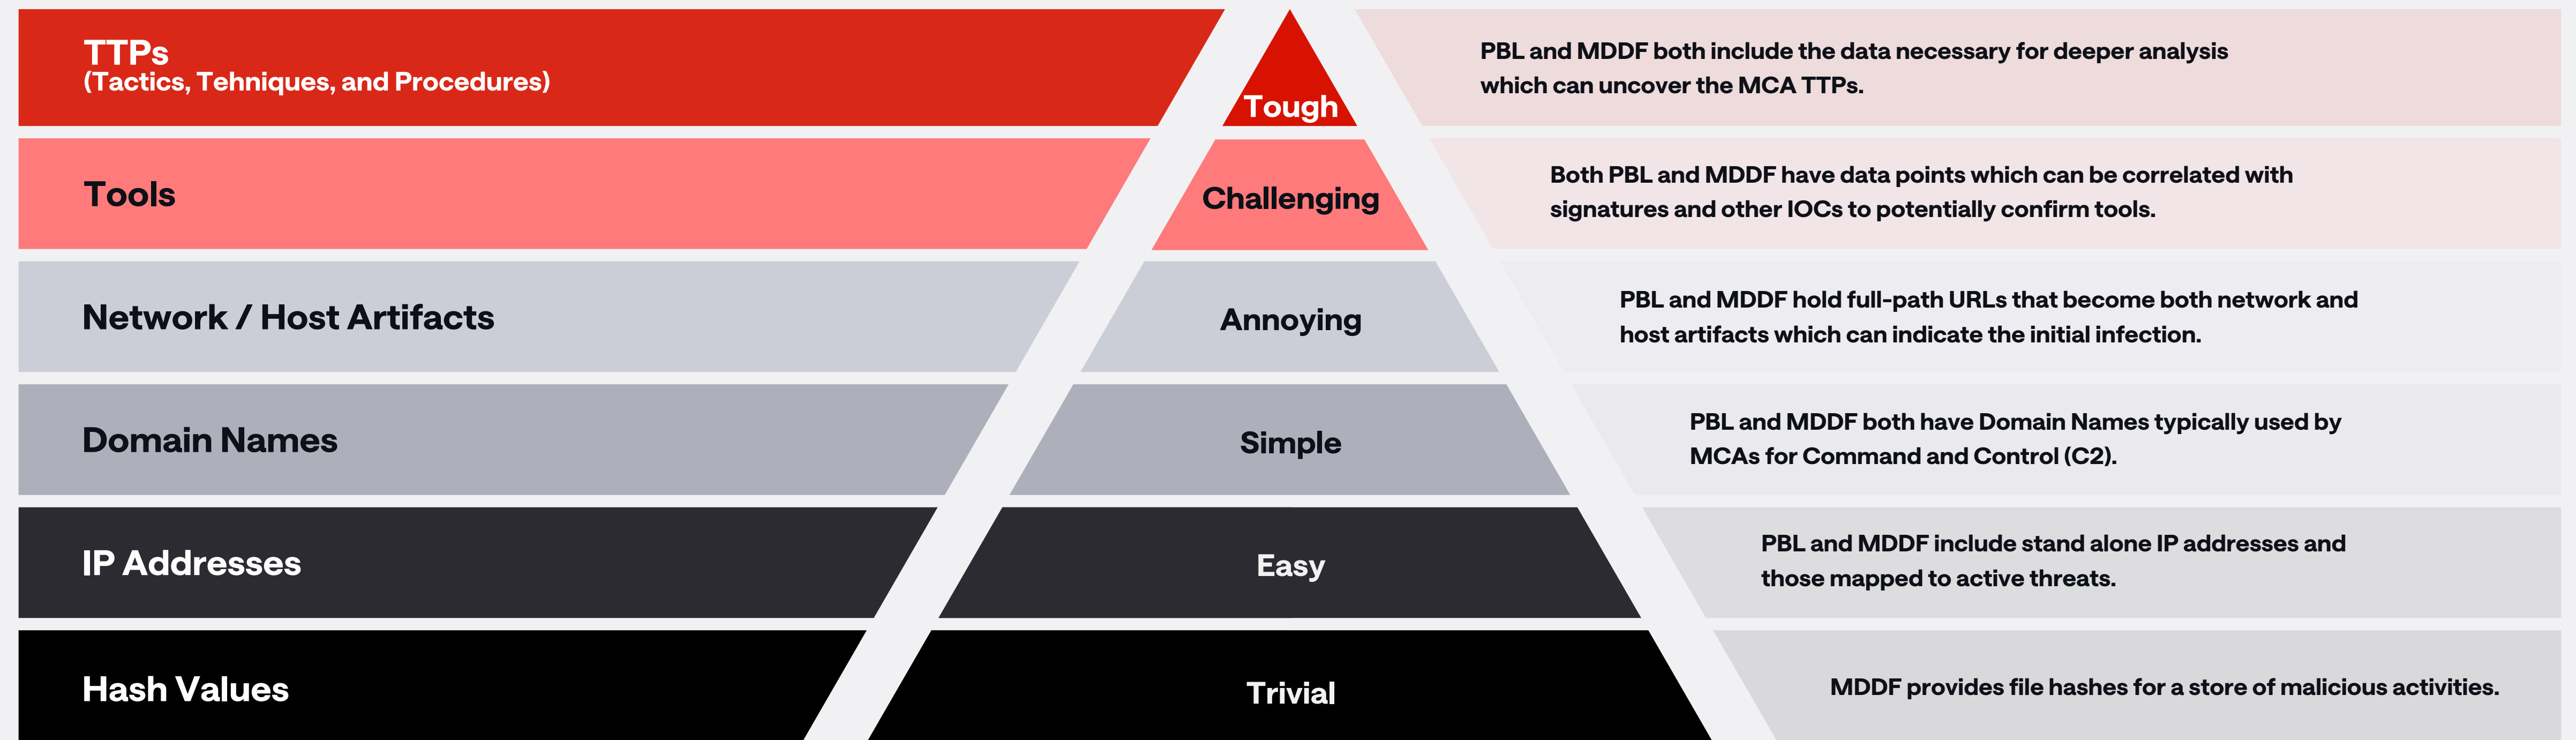 TTPs
(Tactics, Tehniques, and Procedures)
Tough
PBL and MDDF both include the data necessary for deeper analysis
which can uncover the MCA TTPs.
Tools
Challenging
Both PBL and MDDF have data points which can be correlated with
signatures and other IOCs to potentially confirm tools.
Network / Host Artifacts
Annoying
PBL and MDDF hold full-path URLs that become both network and
host artifacts which can indicate the initial infection.
Domain Names
Simple
PBL and MDDF both have Domain Names typically used by
MCAs for Command and Control (C2).
IP Addresses
Easy
PBL and MDDF include stand alone IP addresses and
those mapped to active threats.
Hash Values
Trivial
MDDF provides file hashes for a store of malicious activities.